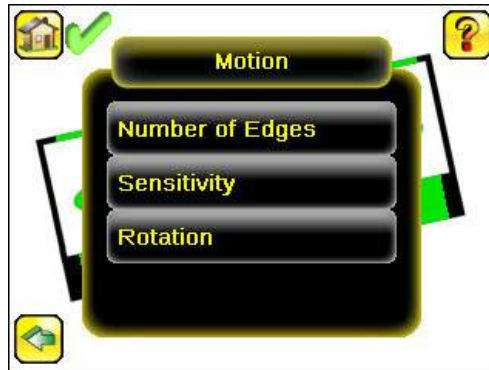 ?
Motion
Number of Edges
Sensitivity
Rotation